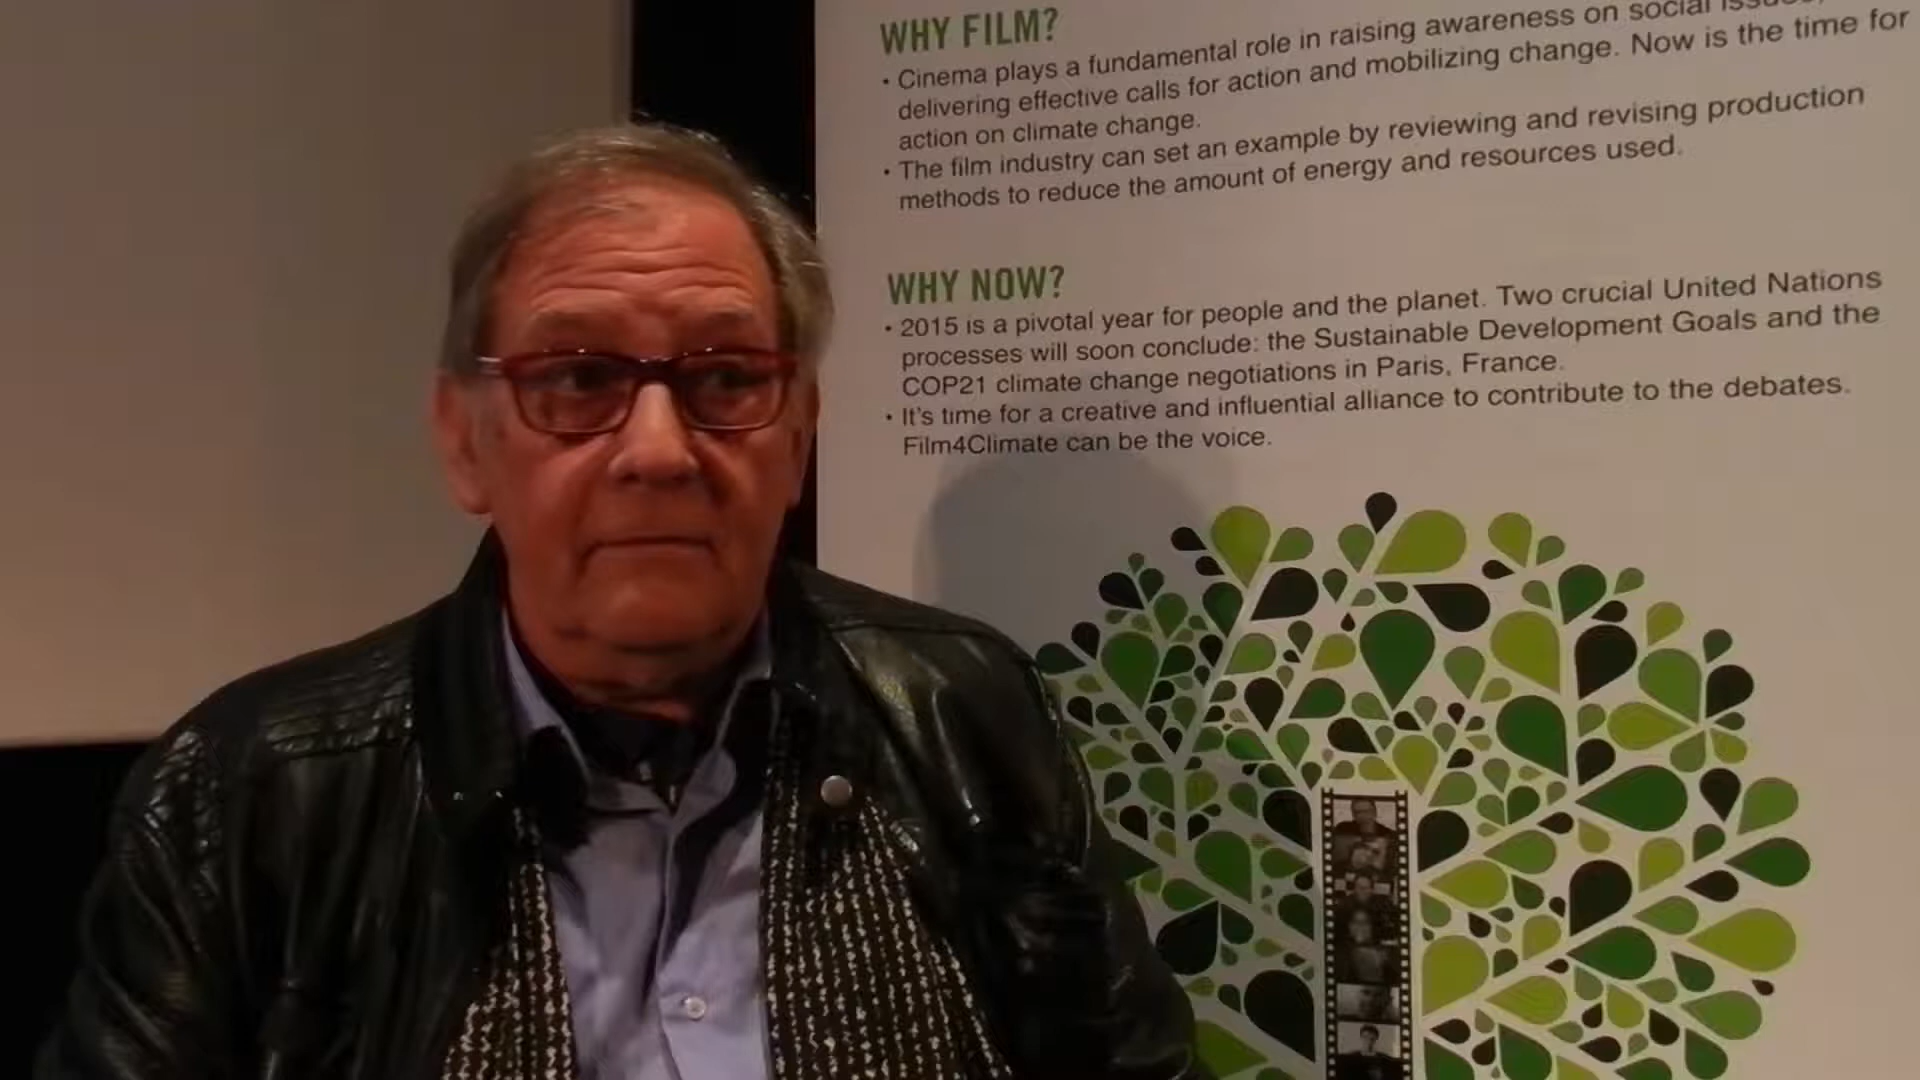 WHY FILM?
• Cinema plays a fundamental role in raising awareness on social issues,
delivering effective calls for action and mobilizing change. Now is the time for
action on climate change.
• The film industry can set an example by reviewing and revising production
methods to reduce the amount of energy and resources used.
WHY NOW?
• 2015 is a pivotal year for people and the planet. Two crucial United Nations
processes will soon conclude: the Sustainable Development Goals and the
COP21 climate change negotiations in Paris, France.
• It's time for a creative and influential alliance to contribute to the debates.
Film4Climate can be the voice.